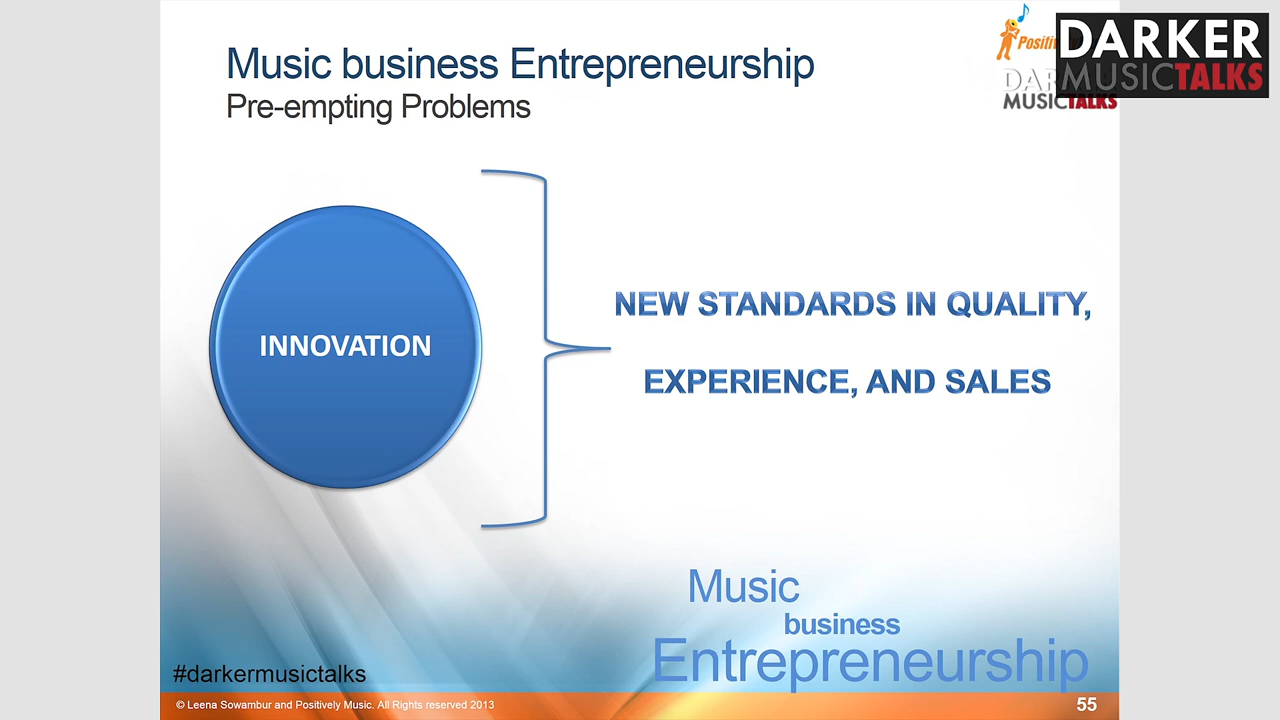 Music business Entrepreneurship
Pre-empting Problems
DARKER
MUSICTALKS
MUSICTALKS
INNOVATION
NEW STANDARDS IN QUALITY,
EXPERIENCE, AND SALES
Music
business
Entrepreneurship
#darkermusictalks
© Leena Sowambur and Positively Music. All Rights reserved 2013
55